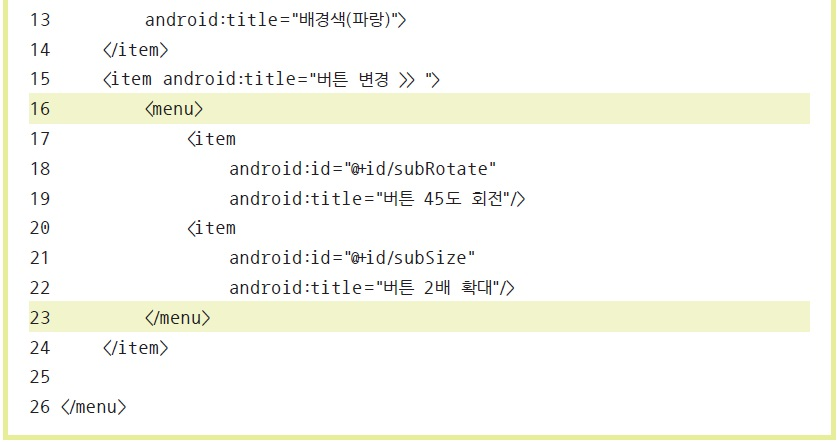 13         android:title="배경색(파랑)">
14     </item>
15     <item android:title="버튼 변경 >> ">
16         <menu>
17             <item
18                 android:id="@+id/subRotate"
19                 android:title="버튼 45도 회전"/>
20             <item
21                 android:id="@+id/subSize"
22                 android:title="버튼 2배 확대"/>
23         </menu>
24     </item>
25
26 </menu>